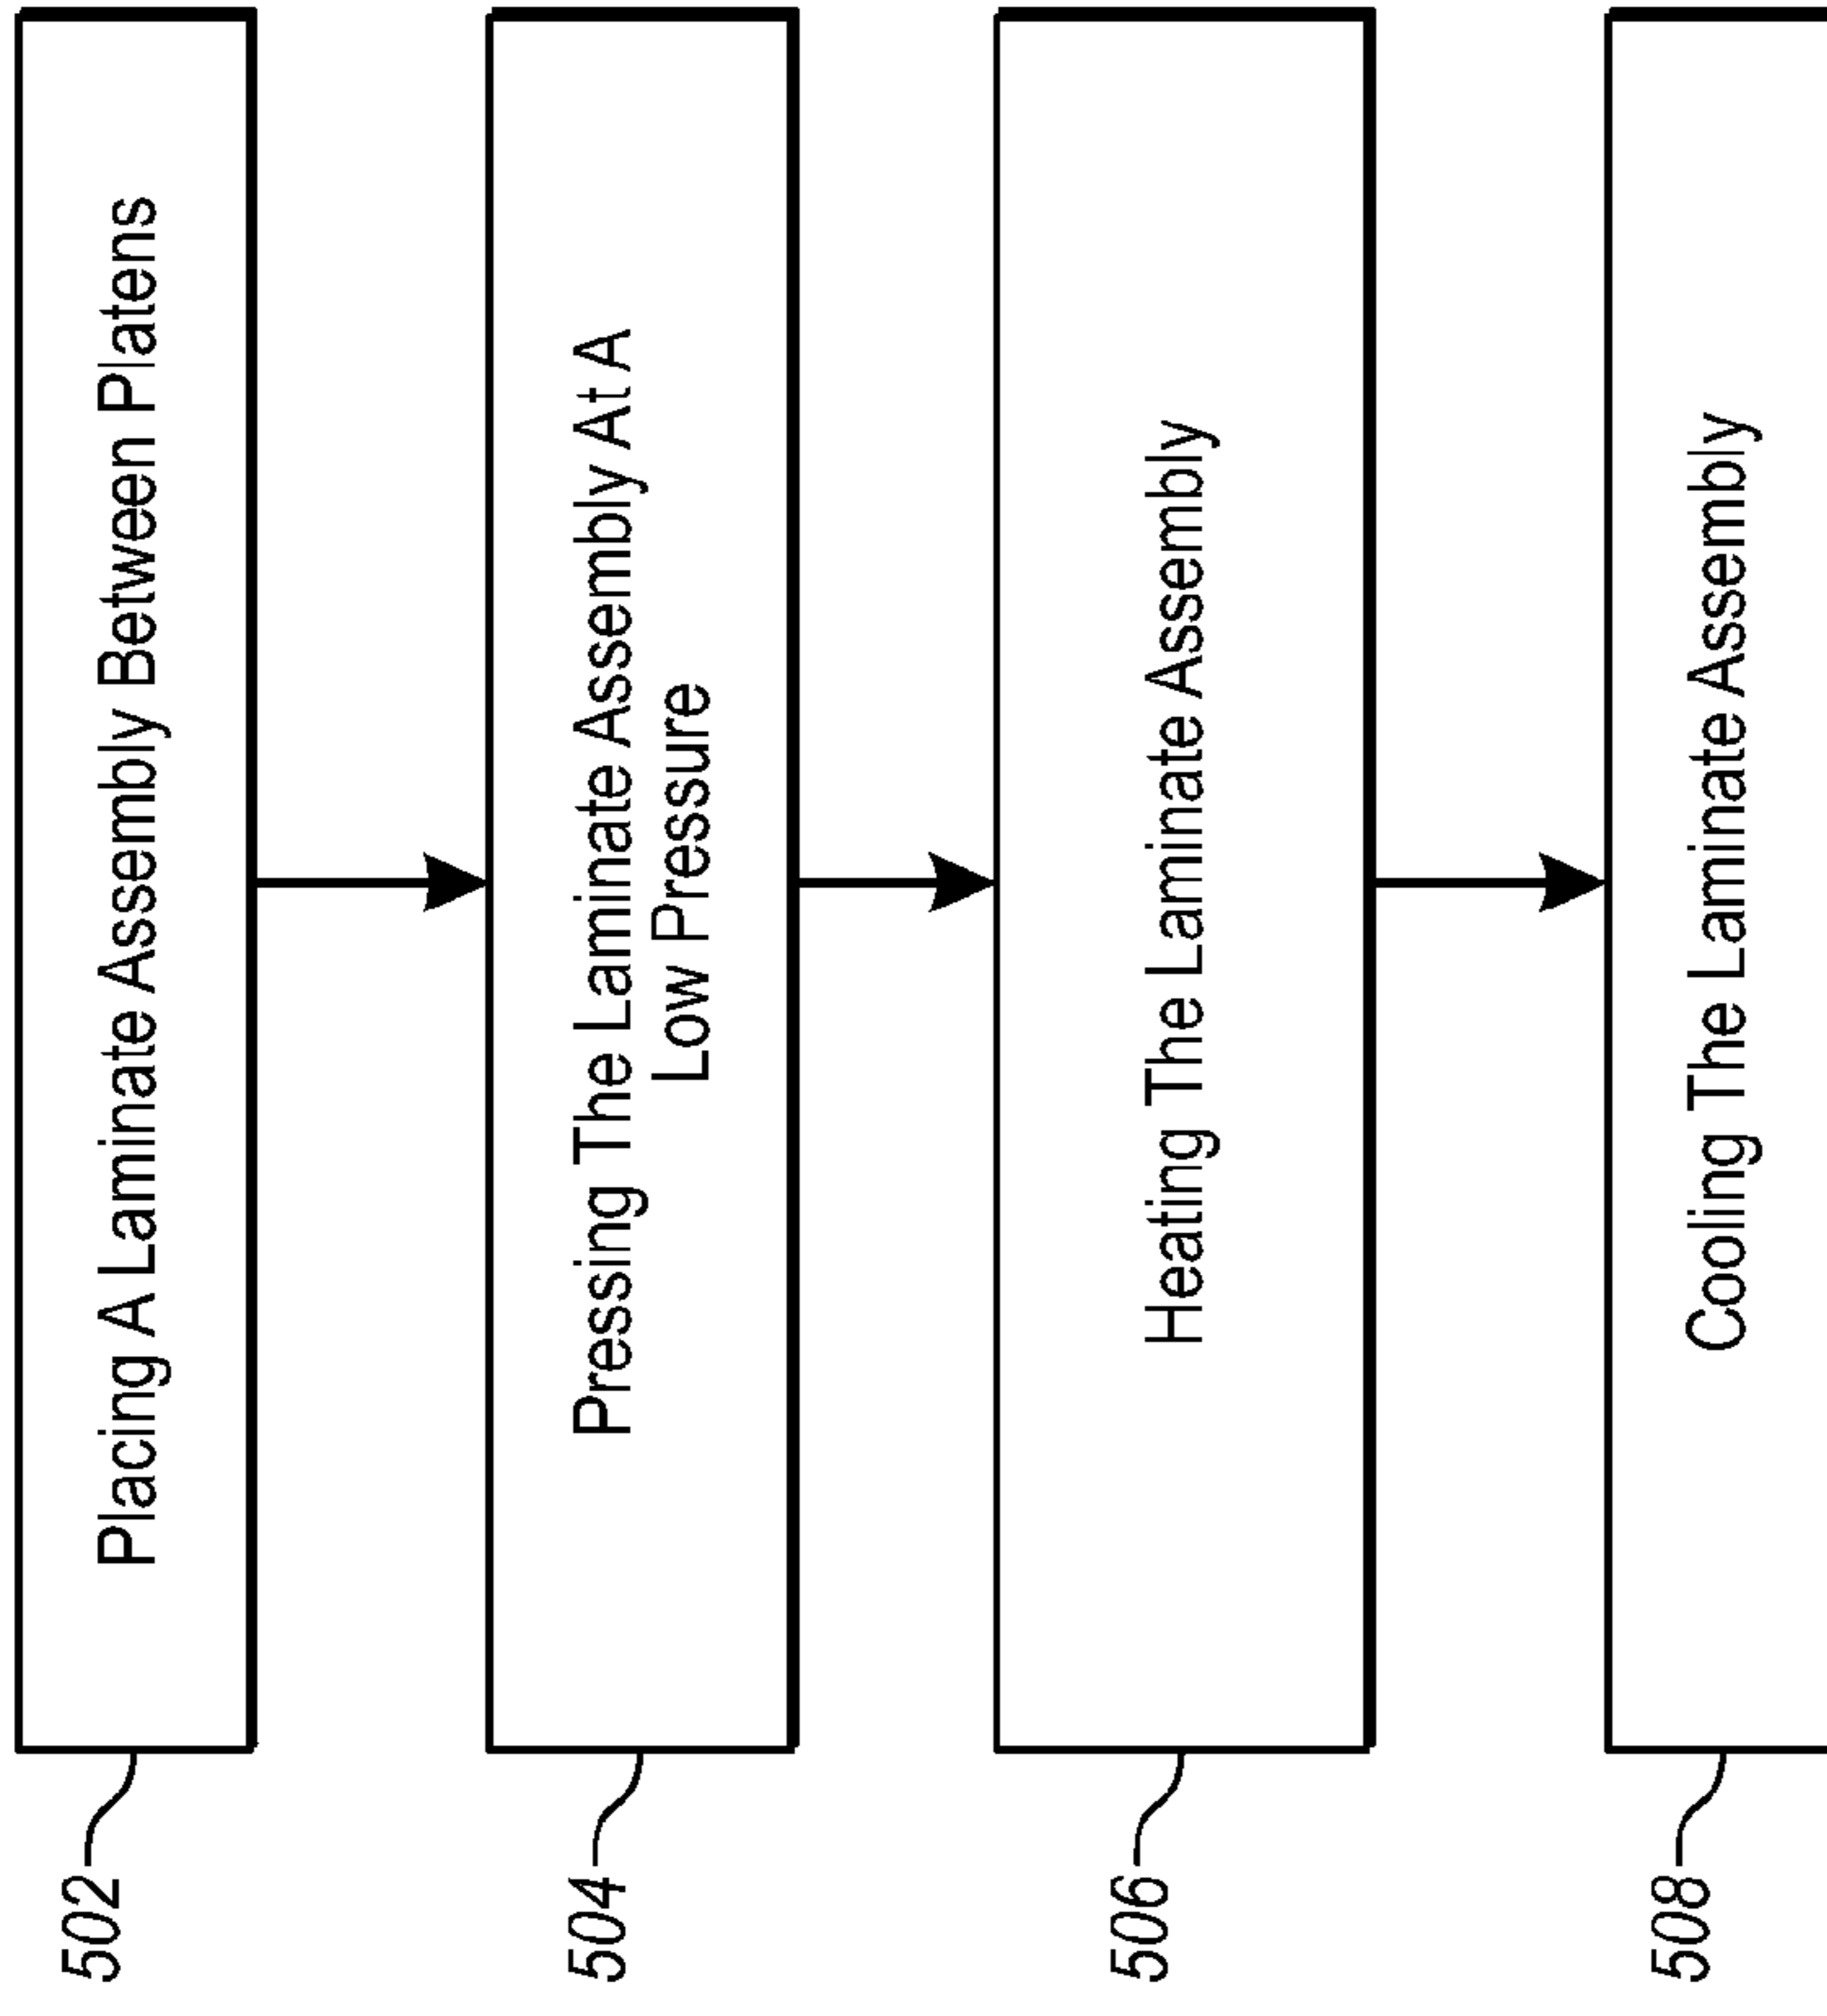 502
Placing A Laminate Assembly Between Platens
504
Pressing The Laminate Assembly At A
Low Pressure
506
Heating The Laminate Assembly
508
Cooling The Laminate Assembly